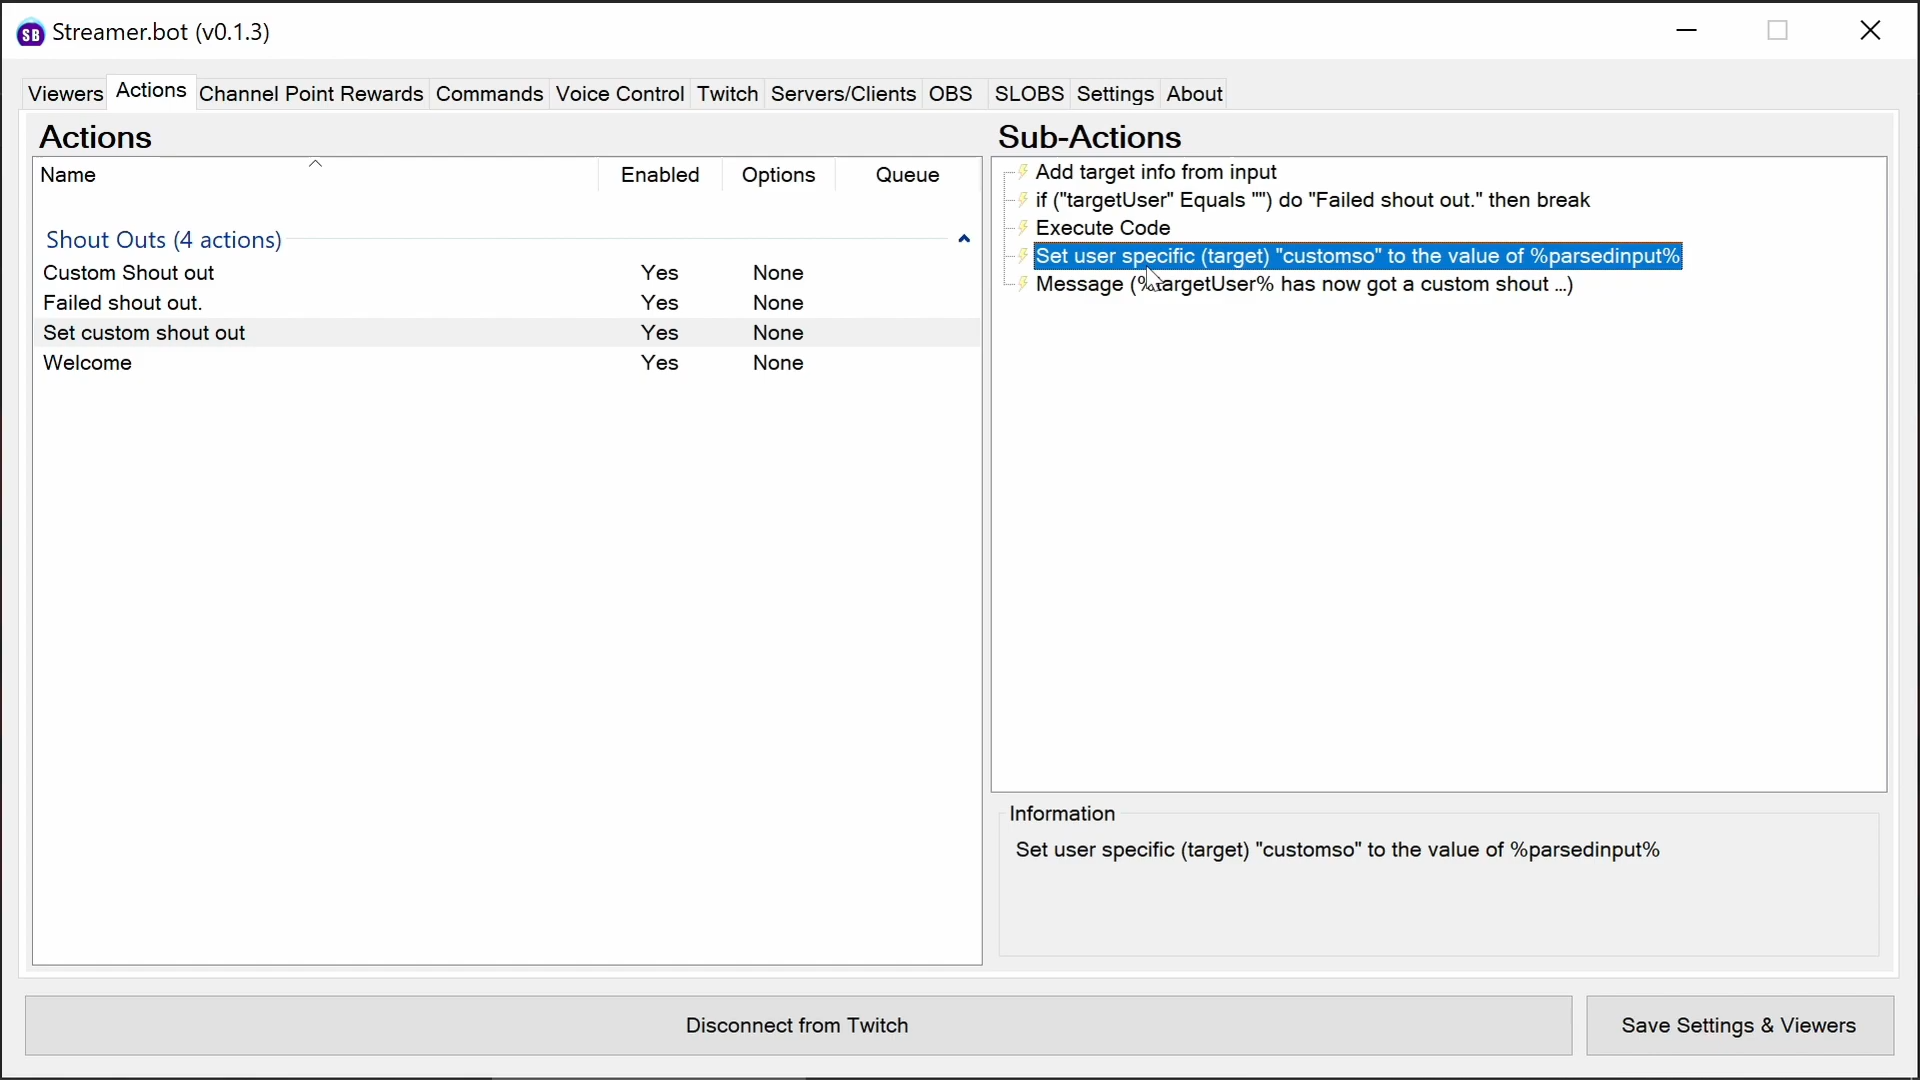 SB Streamer.bot (v0.1.3)
Viewers Actions Channel Point Rewards Commands Voice Control Twitch Servers/Clients OBS SLOBS Settings About
Actions
Name Enabled Options Queue
Shout Outs (4 actions)
Custom Shout out Yes None
Failed shout out. Yes None
Set custom shout out Yes None
Welcome Yes None
Sub-Actions
Add target info from input
if ("targetUser" Equals "") do "Failed shout out." then break
Execute Code
Set user specific (target) "customso" to the value of %parsedinput%
Message (%targetUser% has now got a custom shout ...)
Information
Set user specific (target) "customso" to the value of %parsedinput%
Disconnect from Twitch
Save Settings & Viewers